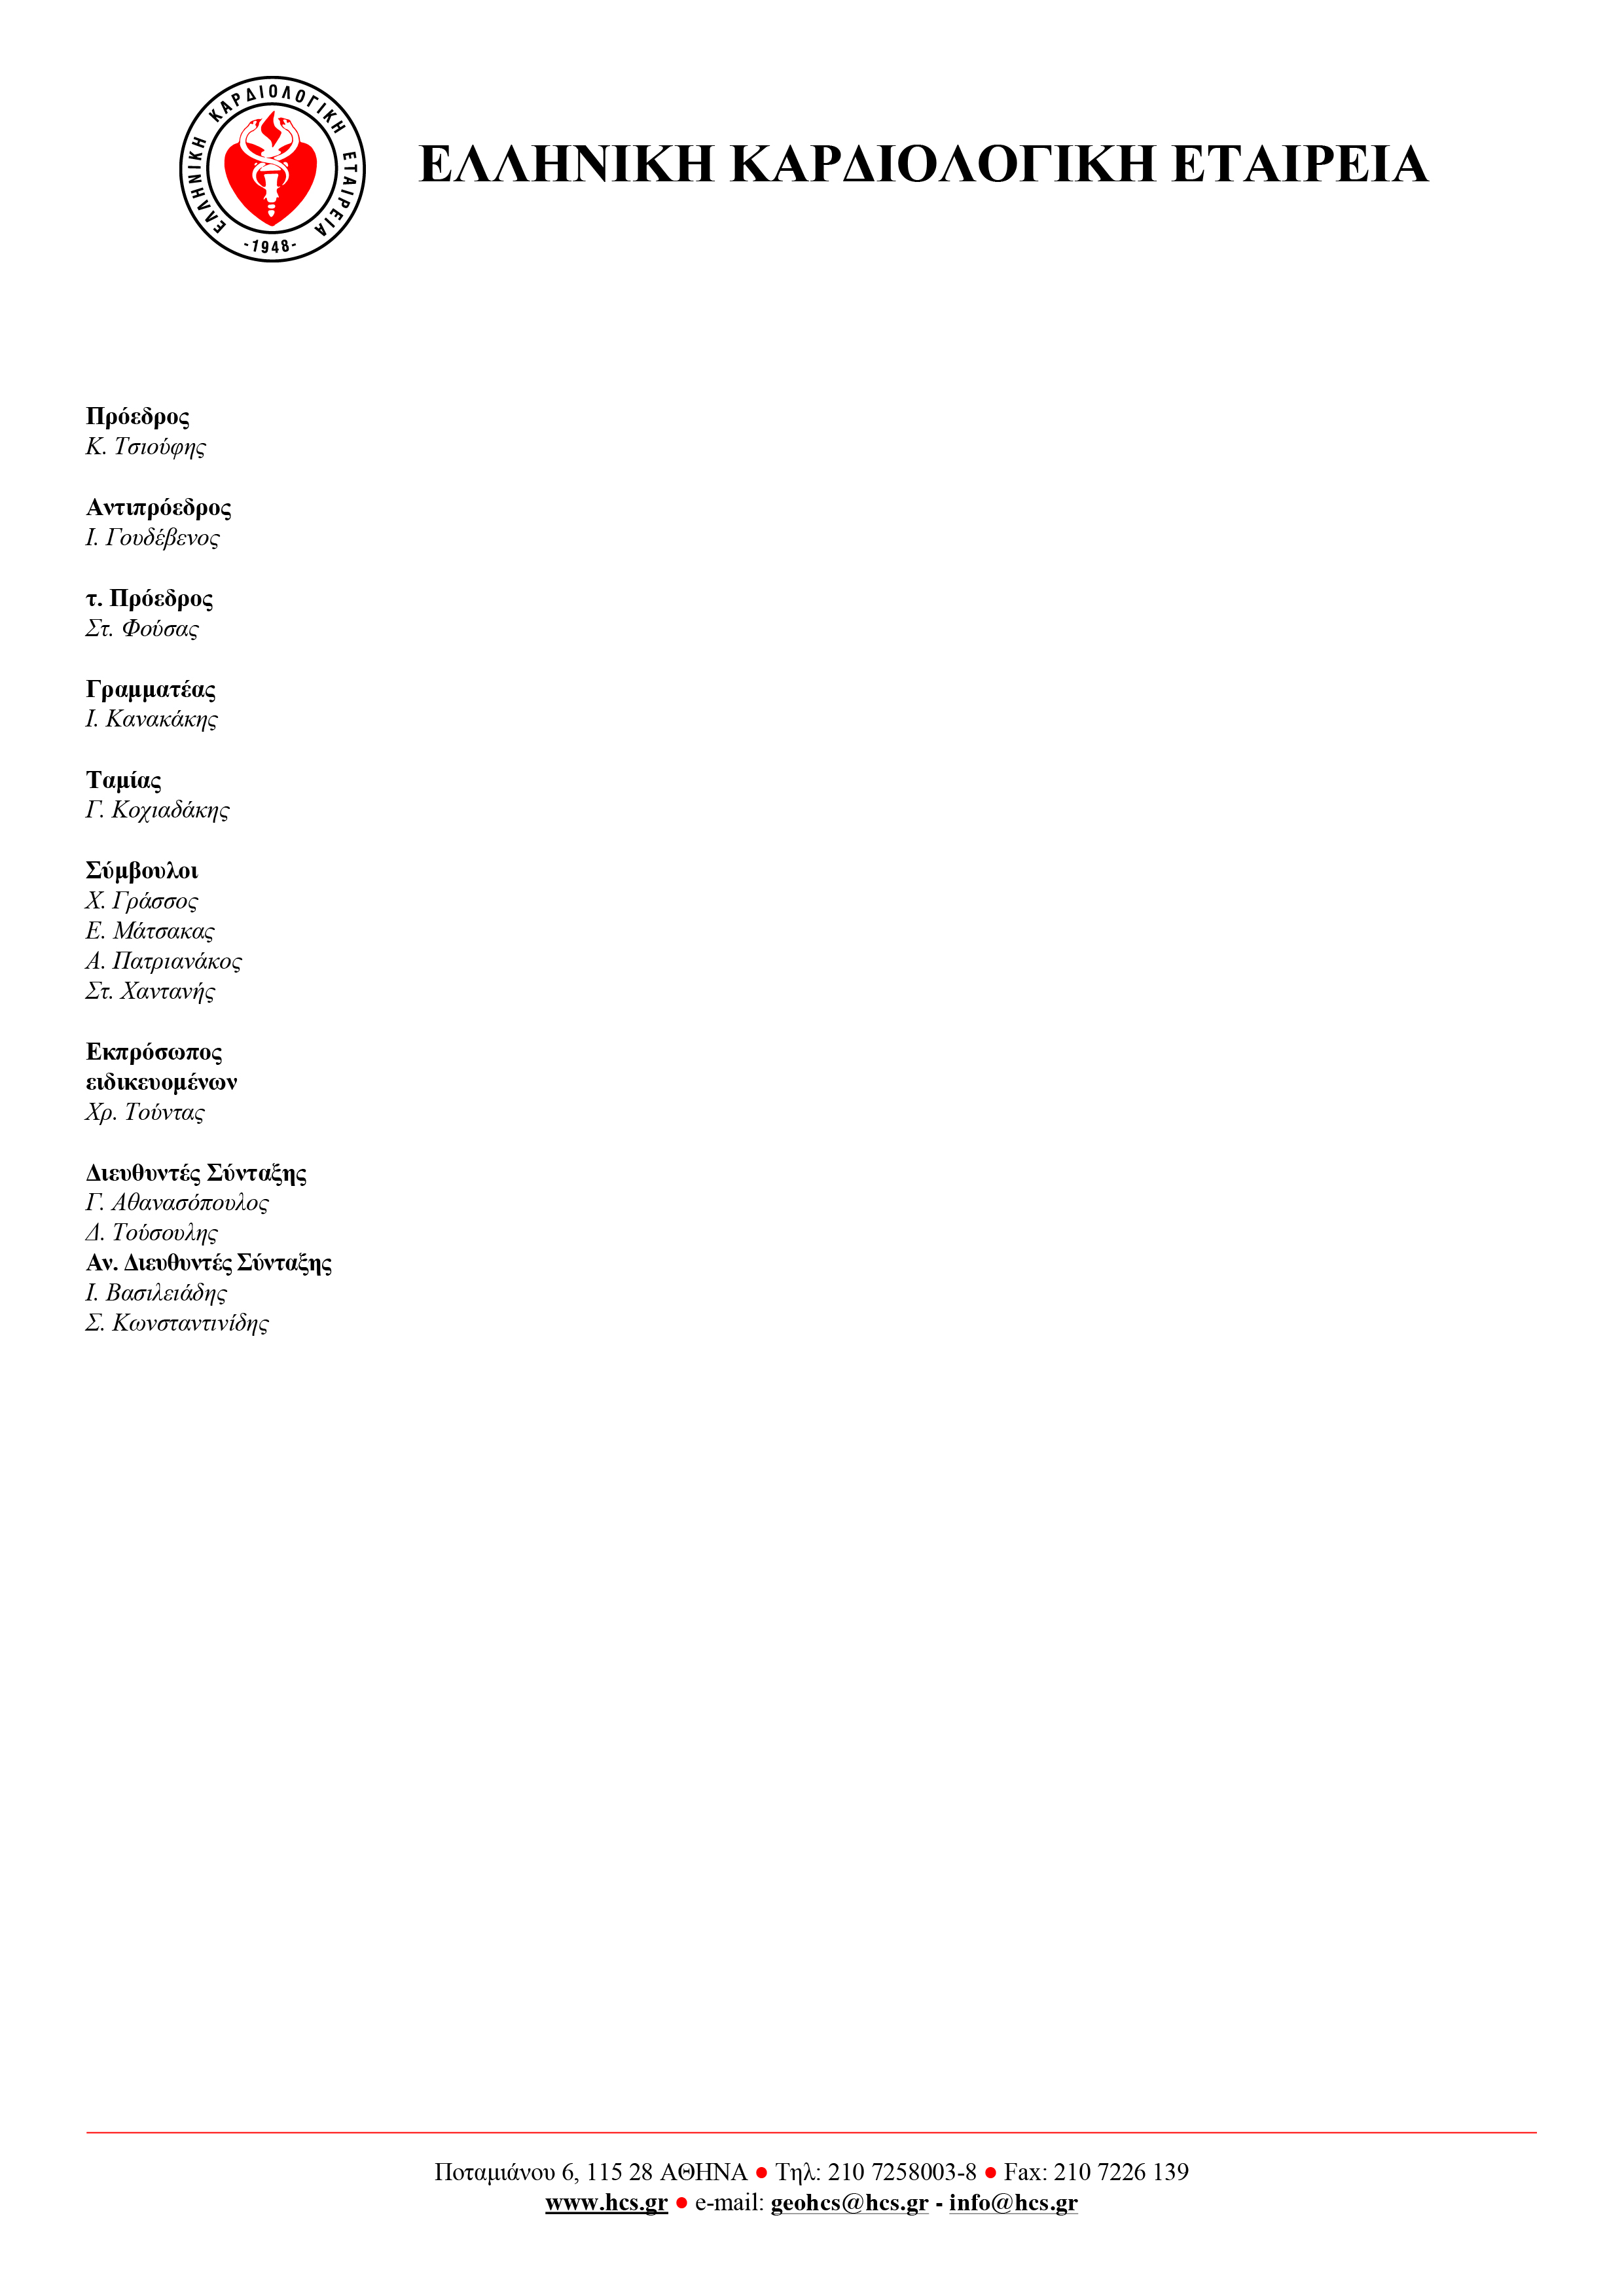 ΕΛΛΗΝΙΚΗ ΚΑΡΔΙΟΛΟΓΙΚΗ ΕΤΑΙΡΕΙΑ
-1948-
ΕΛΛΗΝΙΚΗ ΚΑΡΔΙΟΛΟΓΙΚΗ ΕΤΑΙΡΕΙΑ
Πρόεδρος
Κ. Τσιούφης
Αντιπρόεδρος
Ι. Γουδέβενος
τ. Πρόεδρος
Στ. Φούσας
Γραμματέας
Ι. Κανακάκης
Ταμίας
Γ. Κοχιαδάκης
Σύμβουλοι
Χ. Γράσσος
Ε. Μάτσακας
Α. Πατριανάκος
Στ. Χαντανής
Εκπρόσωπος
ειδικευομένων
Χρ. Τούντας
Διευθυντές Σύνταξης
Γ. Αθανασόπουλος
Δ. Τούσουλης
Αν. Διευθυντές Σύνταξης
Ι. Βασιλειάδης
Σ. Κωνσταντινίδης
Ποταμιάνου 6, 115 28 ΑΘΗΝΑ ● Τηλ: 210 7258003-8 ● Fax: 210 7226 139
www.hcs.gr ● e-mail: geohcs@hcs.gr - info@hcs.gr